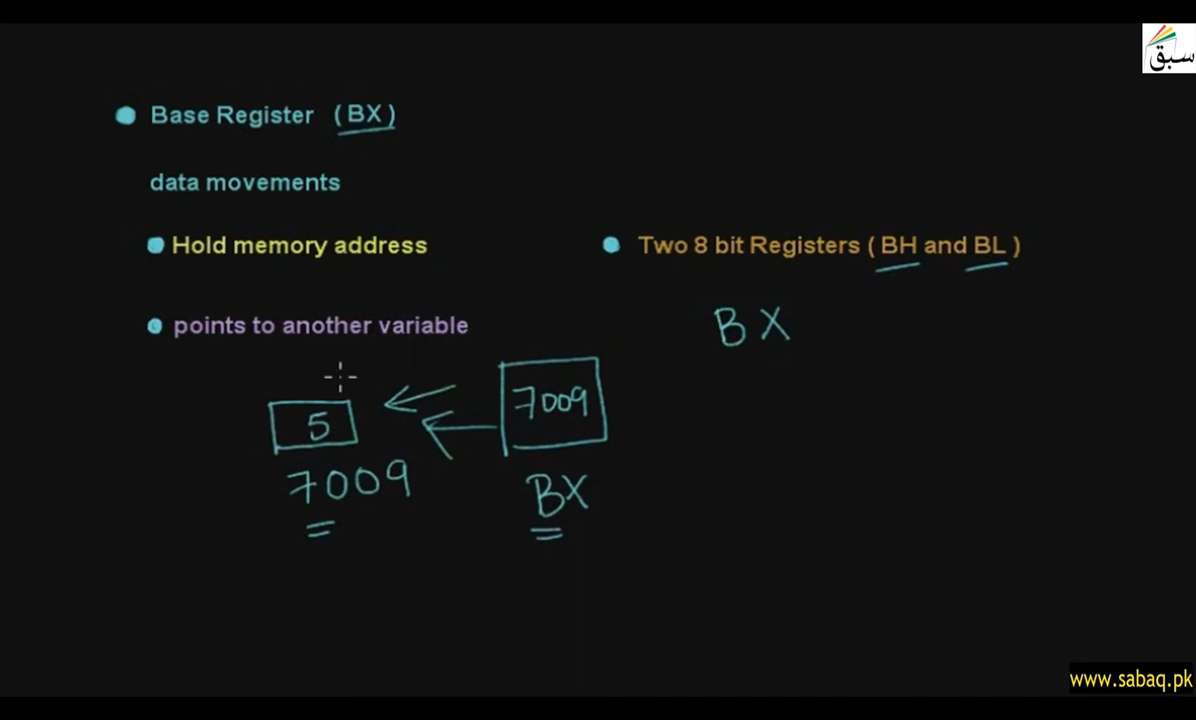 سبق
Base Register (BX)
data movements
Hold memory address
Two 8 bit Registers ( BH and BL )
points to another variable
BX
7009
5
7009
BX
www.sabaq.pk